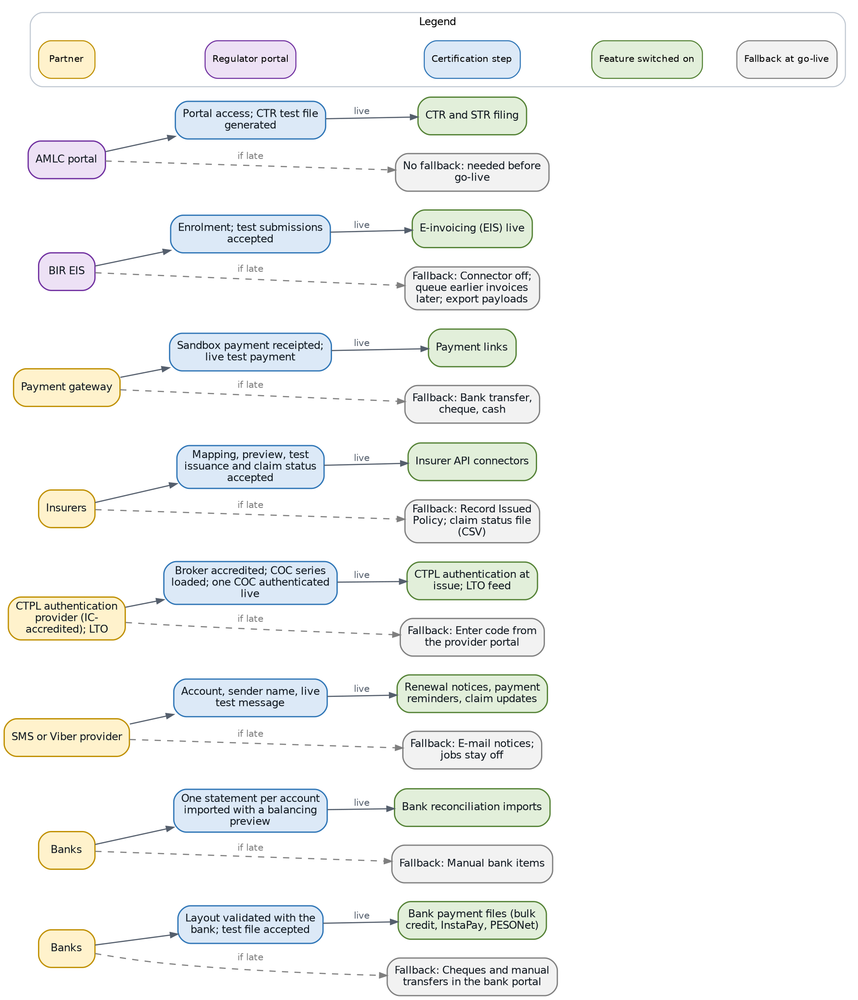 Legend
Partner
Regulator portal
Certification step
Feature switched on
Fallback at go-live
AMLC portal
Portal access; CTR test file
generated
live
CTR and STR filing
if late
No fallback: needed before
go-live
BIR EIS
Enrolment; test submissions
accepted
live
E-invoicing (EIS) live
if late
Fallback: Connector off;
queue earlier invoices
later; export payloads
Payment gateway
Sandbox payment receipted;
live test payment
live
Payment links
if late
Fallback: Bank transfer,
cheque, cash
Insurers
Mapping, preview, test
issuance and claim status
accepted
live
Insurer API connectors
if late
Fallback: Record Issued
Policy; claim status file
(CSV)
CTPL authentication
provider (IC-
accredited); LTO
Broker accredited; COC series
loaded; one COC authenticated
live
live
CTPL authentication at
issue; LTO feed
if late
Fallback: Enter code from
the provider portal
SMS or Viber provider
Account, sender name, live
test message
live
Renewal notices, payment
reminders, claim updates
if late
Fallback: E-mail notices;
jobs stay off
Banks
One statement per account
imported with a balancing
preview
live
Bank reconciliation imports
if late
Fallback: Manual bank items
Banks
Layout validated with the
bank; test file accepted
live
Bank payment files (bulk
credit, InstaPay, PESONet)
if late
Fallback: Cheques and manual
transfers in the bank portal